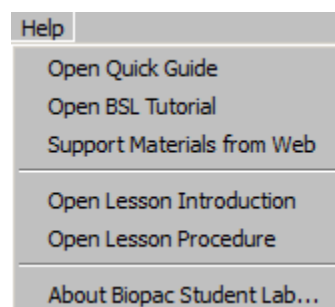 Help
Open Quick Guide
Open BSL Tutorial
Support Materials from Web
Open Lesson Introduction
Open Lesson Procedure
About Biopac Student Lab...